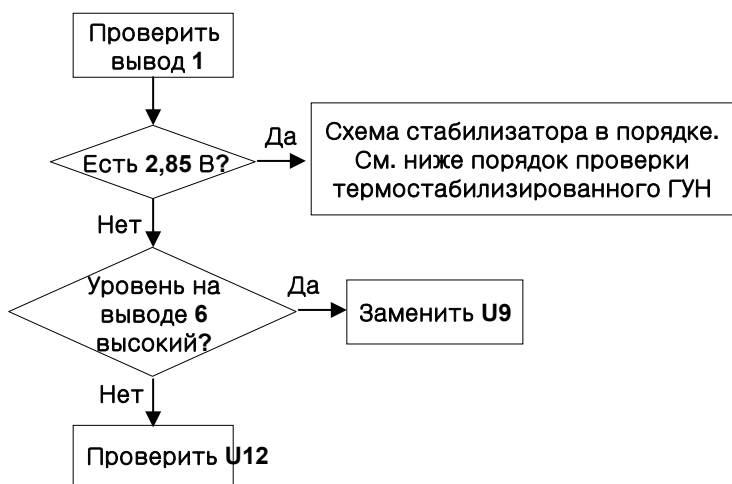 Проверить
вывод 1
Есть 2,85 В?
Да
Схема стабилизатора в порядке.
См. ниже порядок проверки
термостабилизированного ГУН
Нет
Уровень на
выводе 6
высокий?
Да
Заменить U9
Нет
Проверить U12